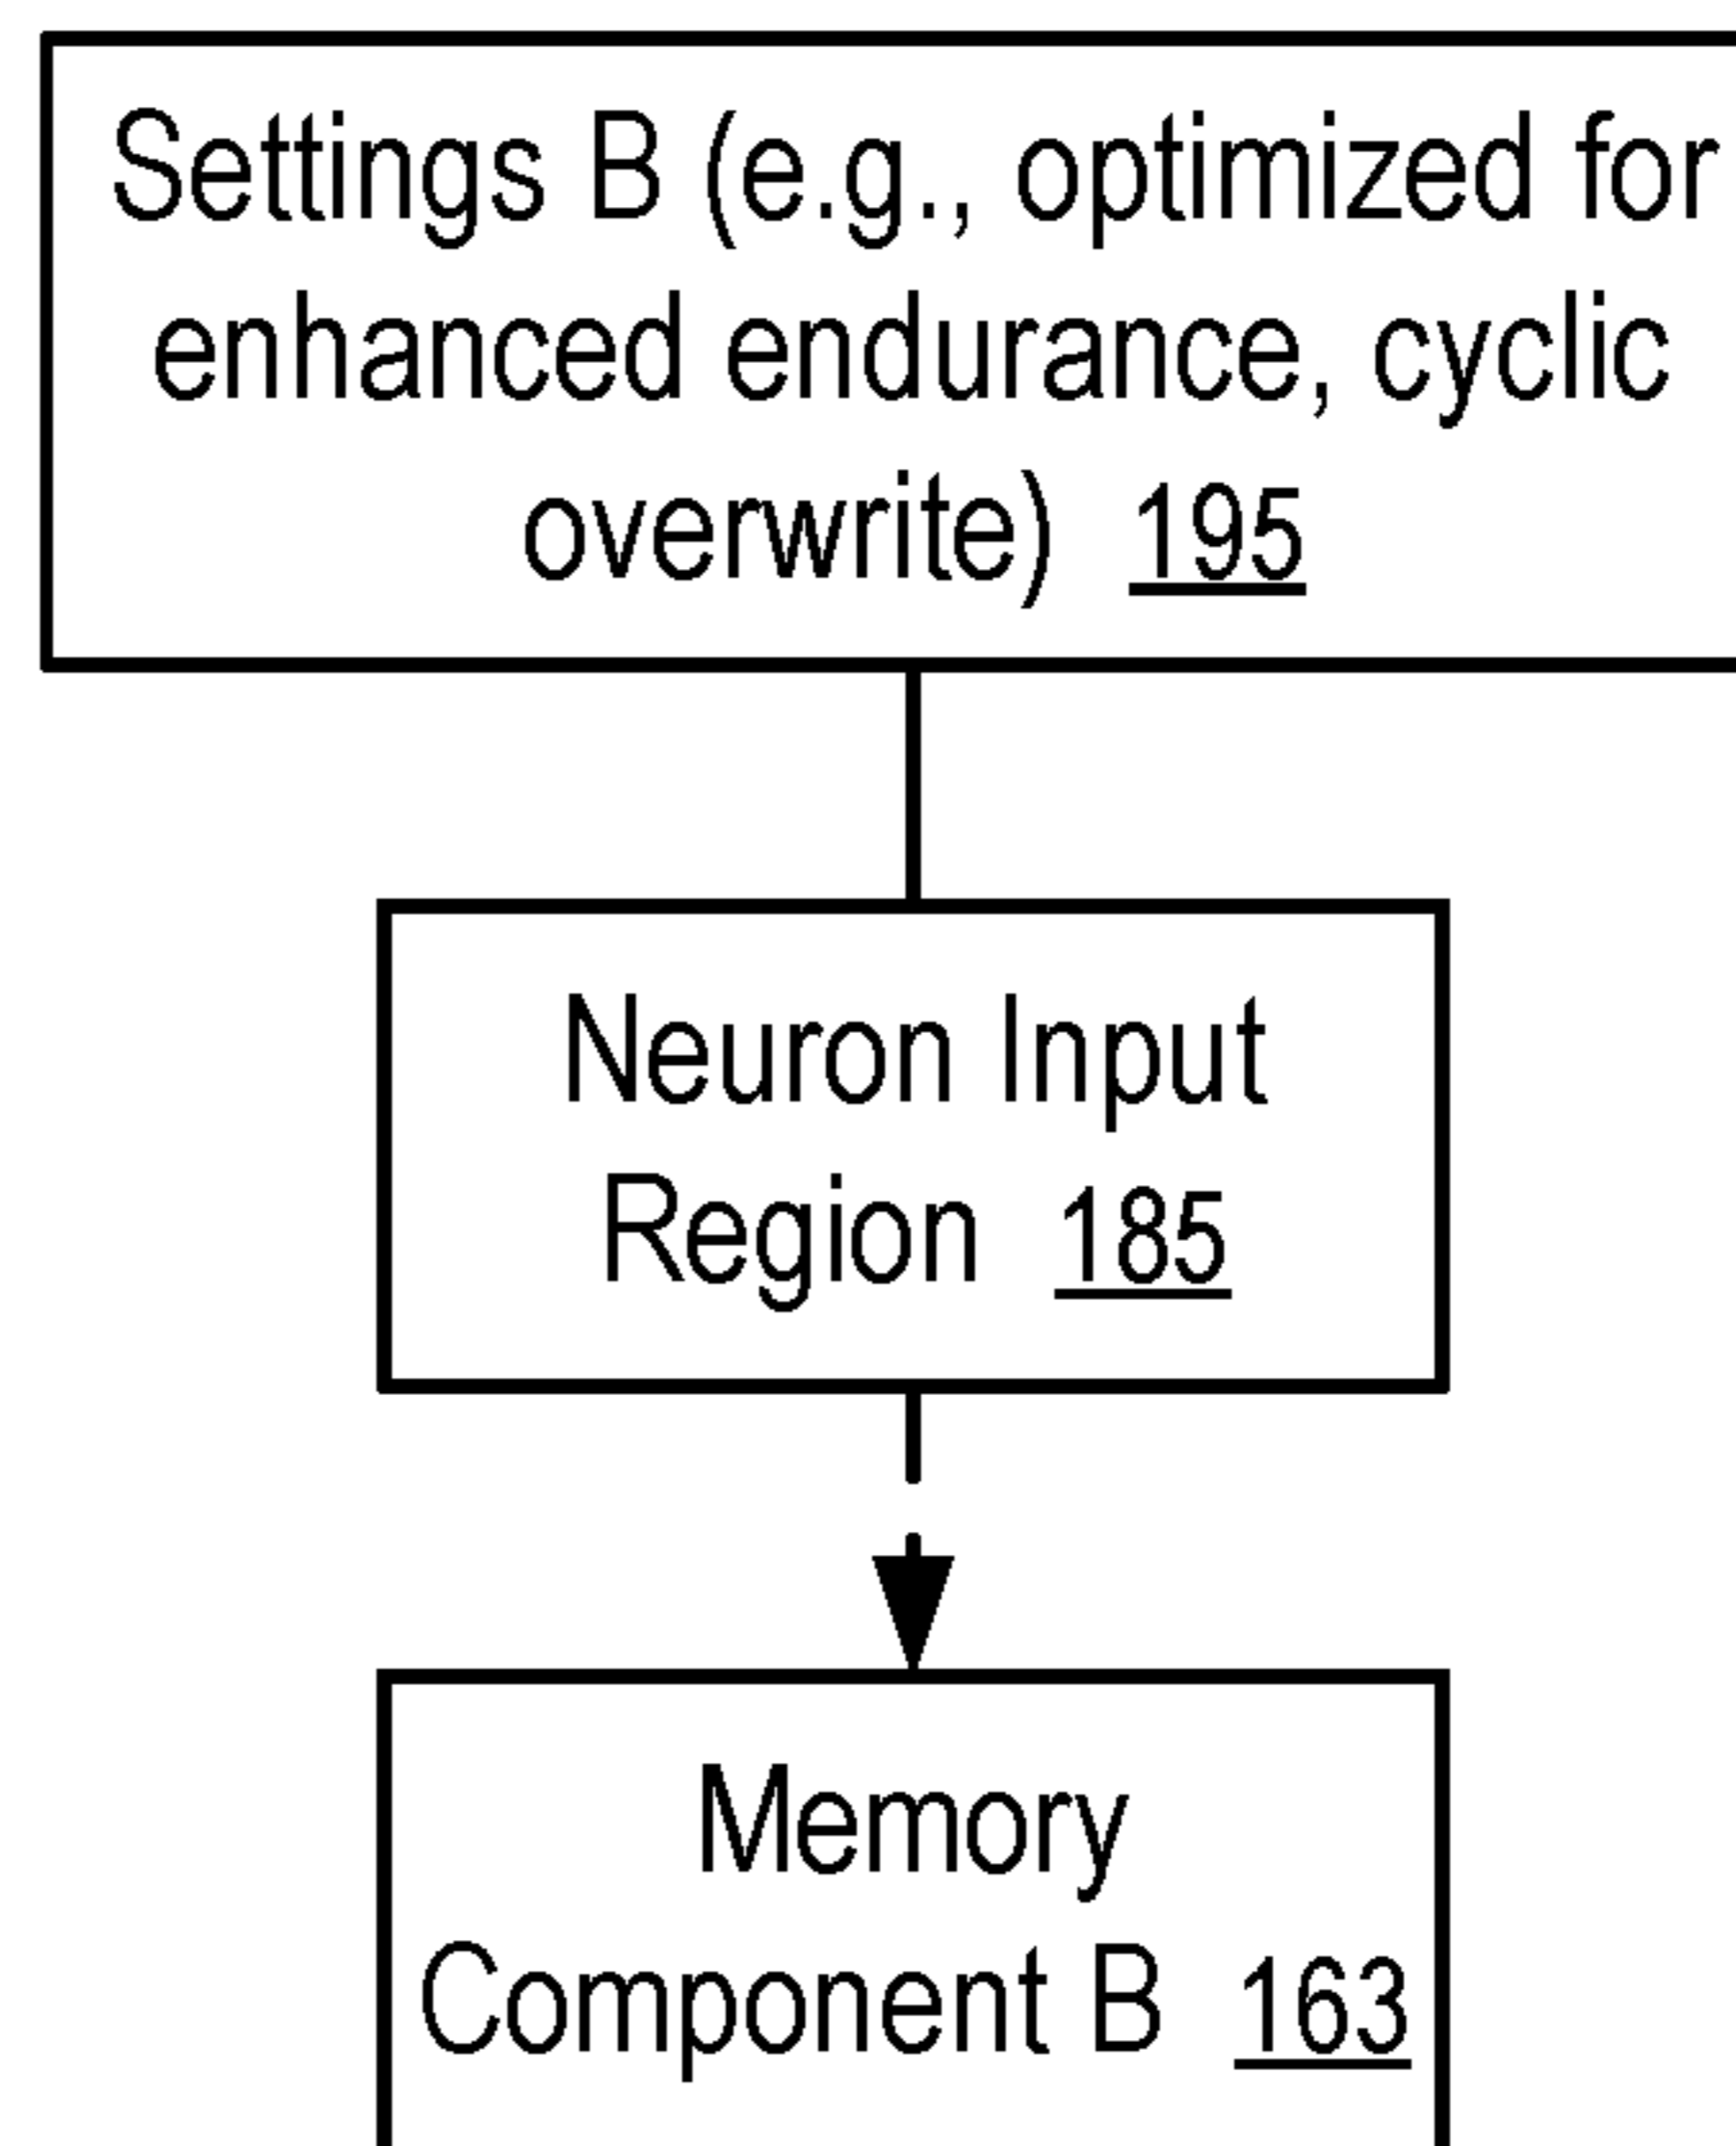 Settings B (e.g., optimized for
enhanced endurance, cyclic
overwrite) 195
Neuron Input
Region 185
Memory
Component B 163